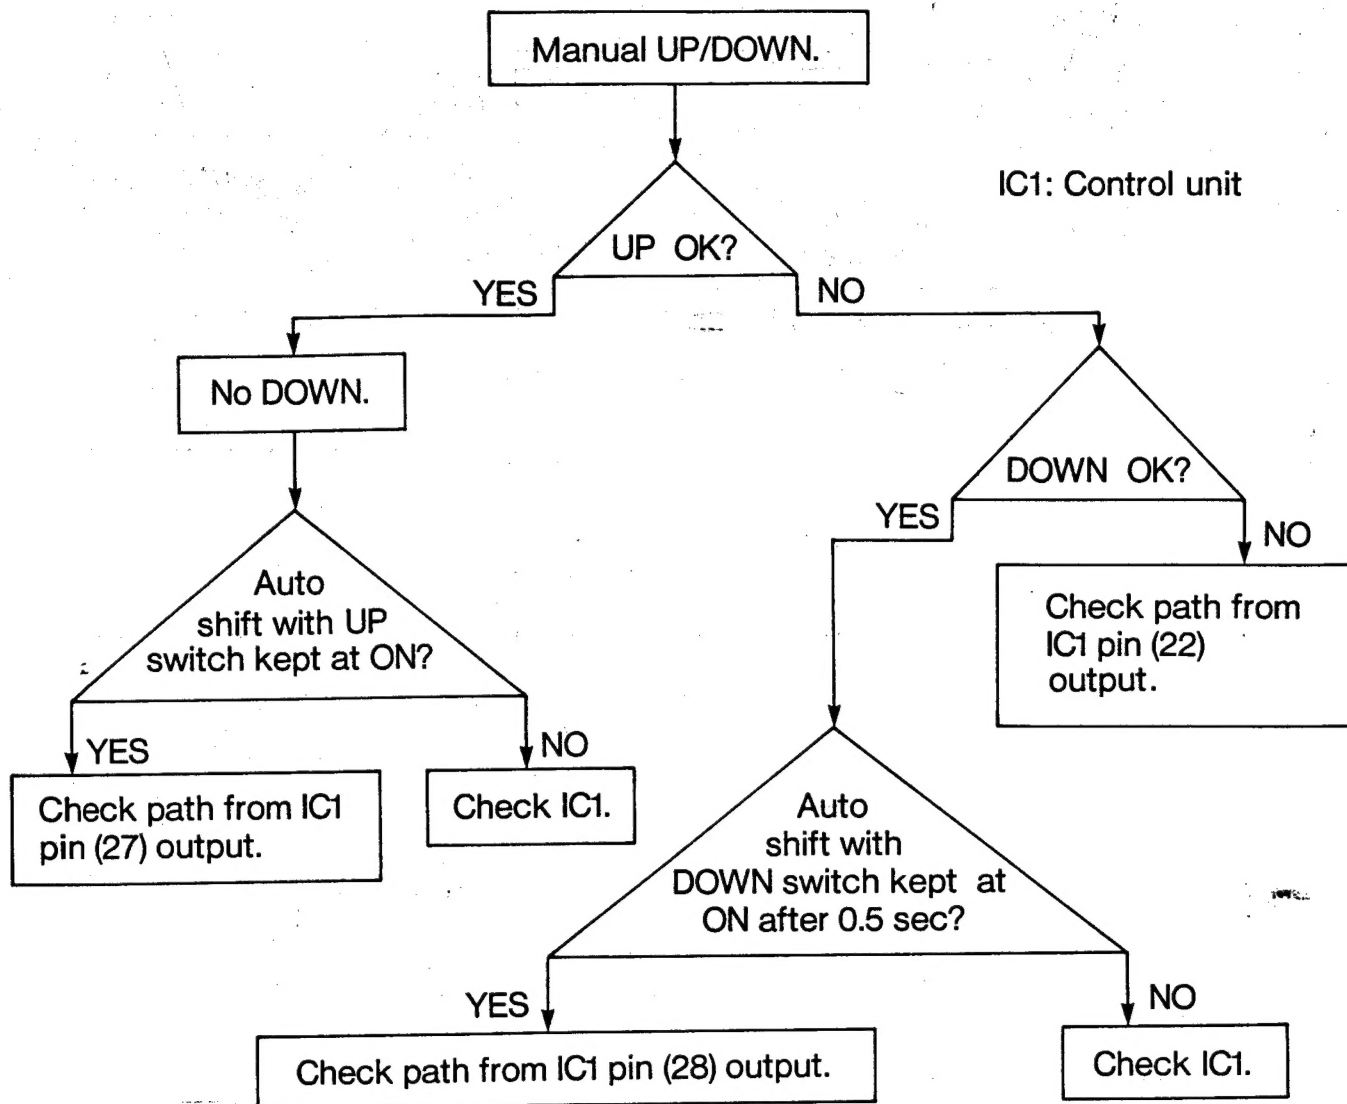 Manual UP/DOWN.
IC1: Control unit
UP OK?
YES
NO
No DOWN.
DOWN OK?
YES
NO
Auto
shift with UP
switch kept at ON?
Check path from
IC1 pin (22)
output.
YES
NO
Check path from IC1
pin (27) output.
Check IC1.
Auto
shift with
DOWN switch kept at
ON after 0.5 sec?
YES
NO
Check path from IC1 pin (28) output.
Check IC1.